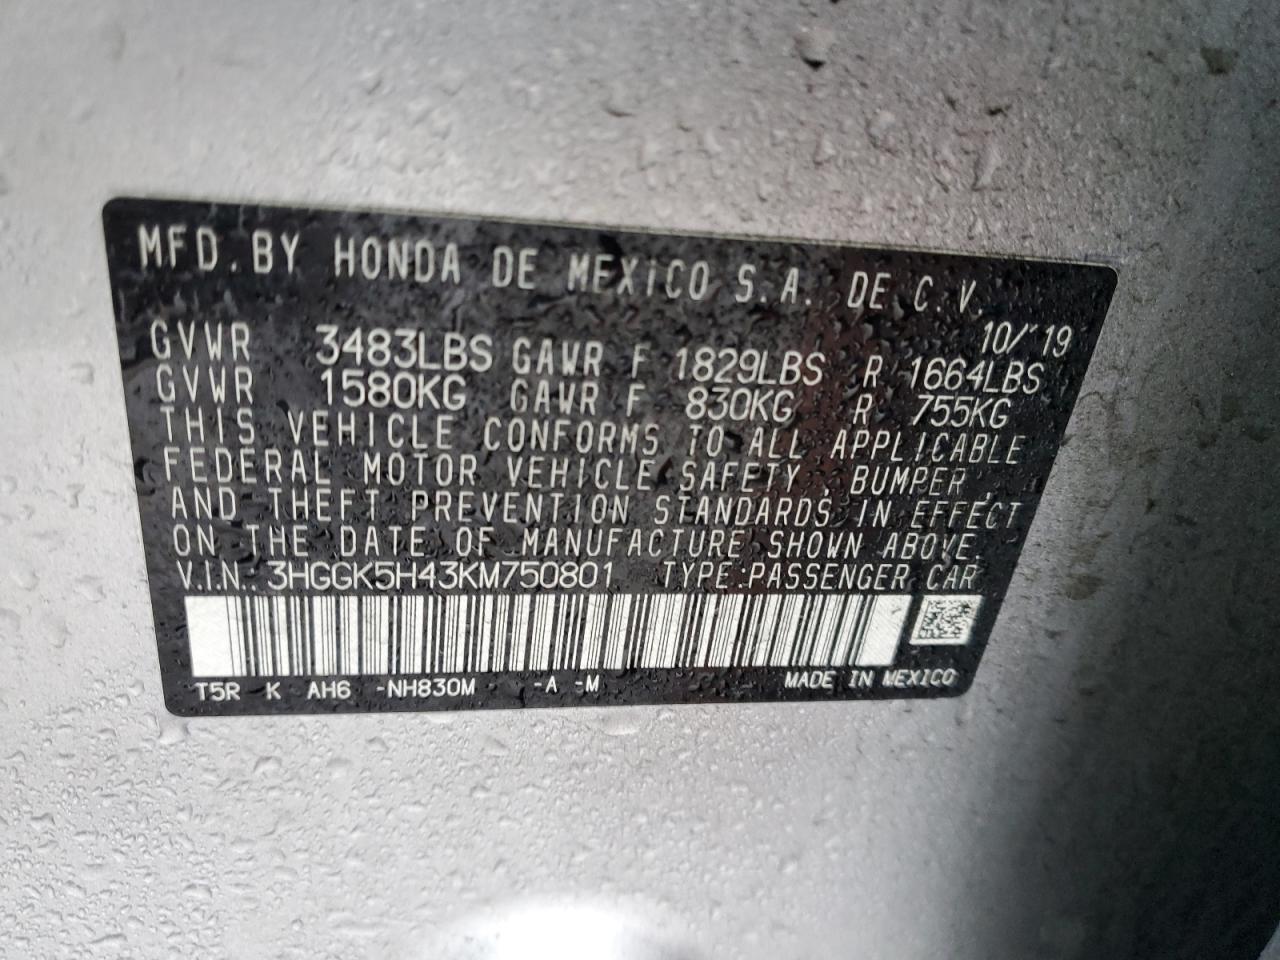 MFD. BY HONDA DE MEXICO S.A. DE C.V.
10/'19
GVWR 3483LBS GAWR F 1829LBS R 1664LBS
GVWR 1580KG GAWR F 830KG R 755KG
THIS VEHICLE CONFORMS TO ALL APPLICABLE
FEDERAL MOTOR VEHICLE SAFETY, BUMPER,
AND THEFT PREVENTION STANDARDS IN EFFECT
ON THE DATE OF MANUFACTURE SHOWN ABOVE.
V.I.N.: 3HGGK5H43KM750801 TYPE:PASSENGER CAR
T5R K AH6 -NH830M -A -M MADE IN MEXICO